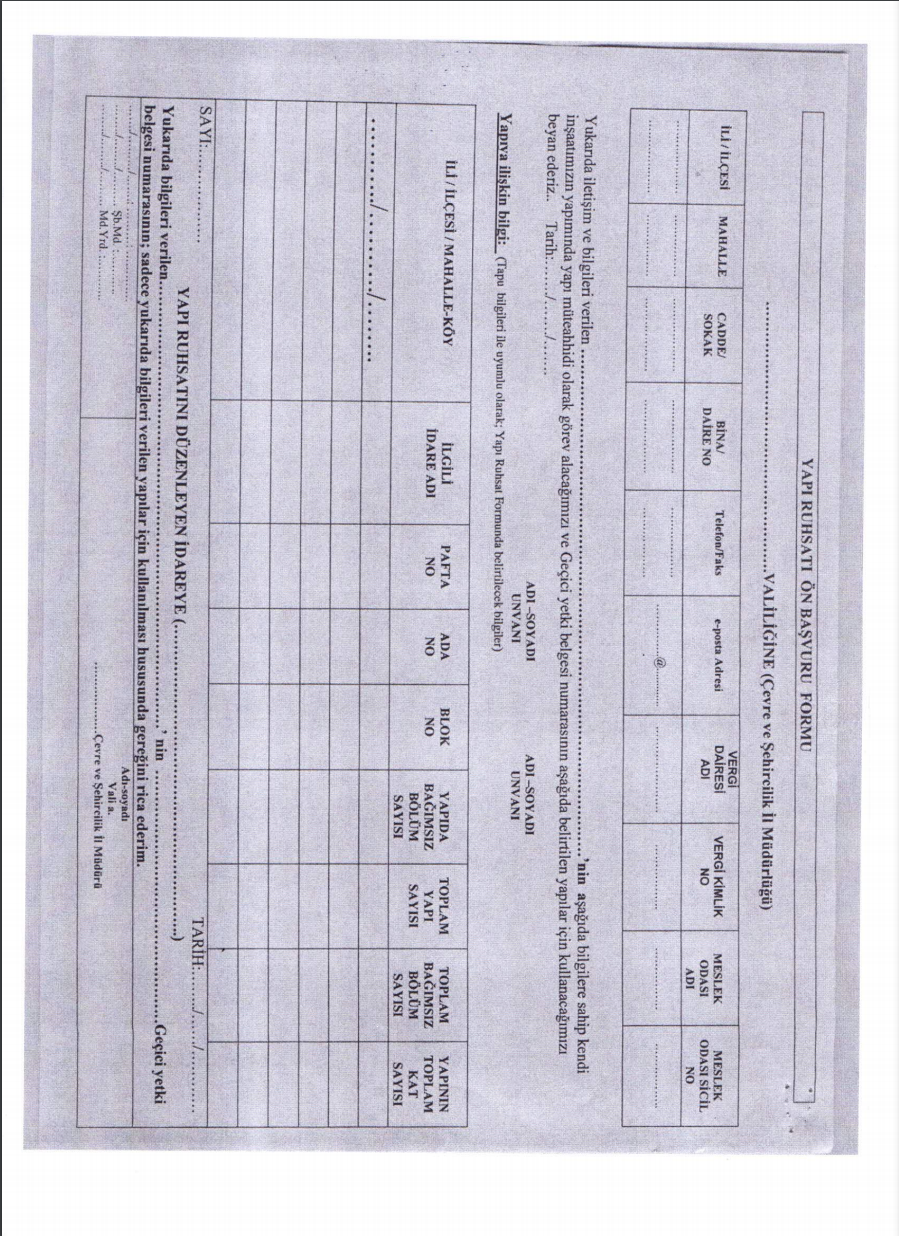 YAPI RUHSATI ÖN BAŞVURU FORMU
................................................VALİLİĞİNE (Çevre ve Şehircilik İl Müdürlüğü)
İLİ / İLÇESİ
MAHALLE
CADDE/
SOKAK
BİNA/
DAİRE NO
Telefon/Faks
e-posta Adresi
VERGİ
DAİRESİ
ADI
VERGİ KİMLİK
NO
MESLEK
ODASI
ADI
MESLEK
ODASI SİCİL
NO
..............@............
Yukarıda iletişim ve bilgileri verilen ................................................'nin aşağıda bilgilere sahip kendi
inşaatımızın yapımında yapı müteahhidi olarak görev alacağımızı ve Geçici yetki belgesi numarasının aşağıda belirtilen yapılar için kullanacağımızı
beyan ederiz.. Tarih:....../......./......
ADI –SOYADI
UNVANI
ADI –SOYADI
UNVANI
Yapıya ilişkin bilgi: (Tapu bilgileri ile uyumlu olarak; Yapı Ruhsat Formunda belirtilecek bilgiler)
İLİ / İLÇESİ / MAHALLE-KÖY
İLGİLİ
İDARE ADI
PAFTA
NO
ADA
NO
BLOK
NO
YAPIDA
BAĞIMSIZ
BÖLÜM
SAYISI
TOPLAM
YAPI
SAYISI
TOPLAM
BAĞIMSIZ
BÖLÜM
SAYISI
YAPININ
TOPLAM
KAT
SAYISI
........../........../........
SAYI:............... TARİH:......./....../...........
YAPI RUHSATINI DÜZENLEYEN İDAREYE (................................................)
Yukarıda bilgileri verilen................................................' nin ................................................Geçici yetki
belgesi numarasının; sadece yukarıda bilgileri verilen yapılar için kullanılması hususunda gereğini rica ederim.
....../....../........ : ............
....../....../........ Şb.Md. :..........
....../....../........ Md.Yrd. :..........
Adı-soyadı
Vali a.
................Çevre ve Şehircilik İl Müdürü